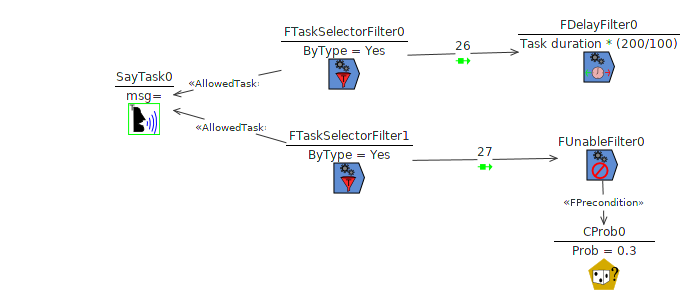 FTaskSelectorFilter0
ByType = Yes
26
FDelayFilter0
Task duration * (200/100)
SayTask0
msg=
«AllowedTask:
«AllowedTask:
FTaskSelectorFilter1
ByType = Yes
27
FUnableFilter0
«FPrecondition»
CProb0
Prob = 0.3
?